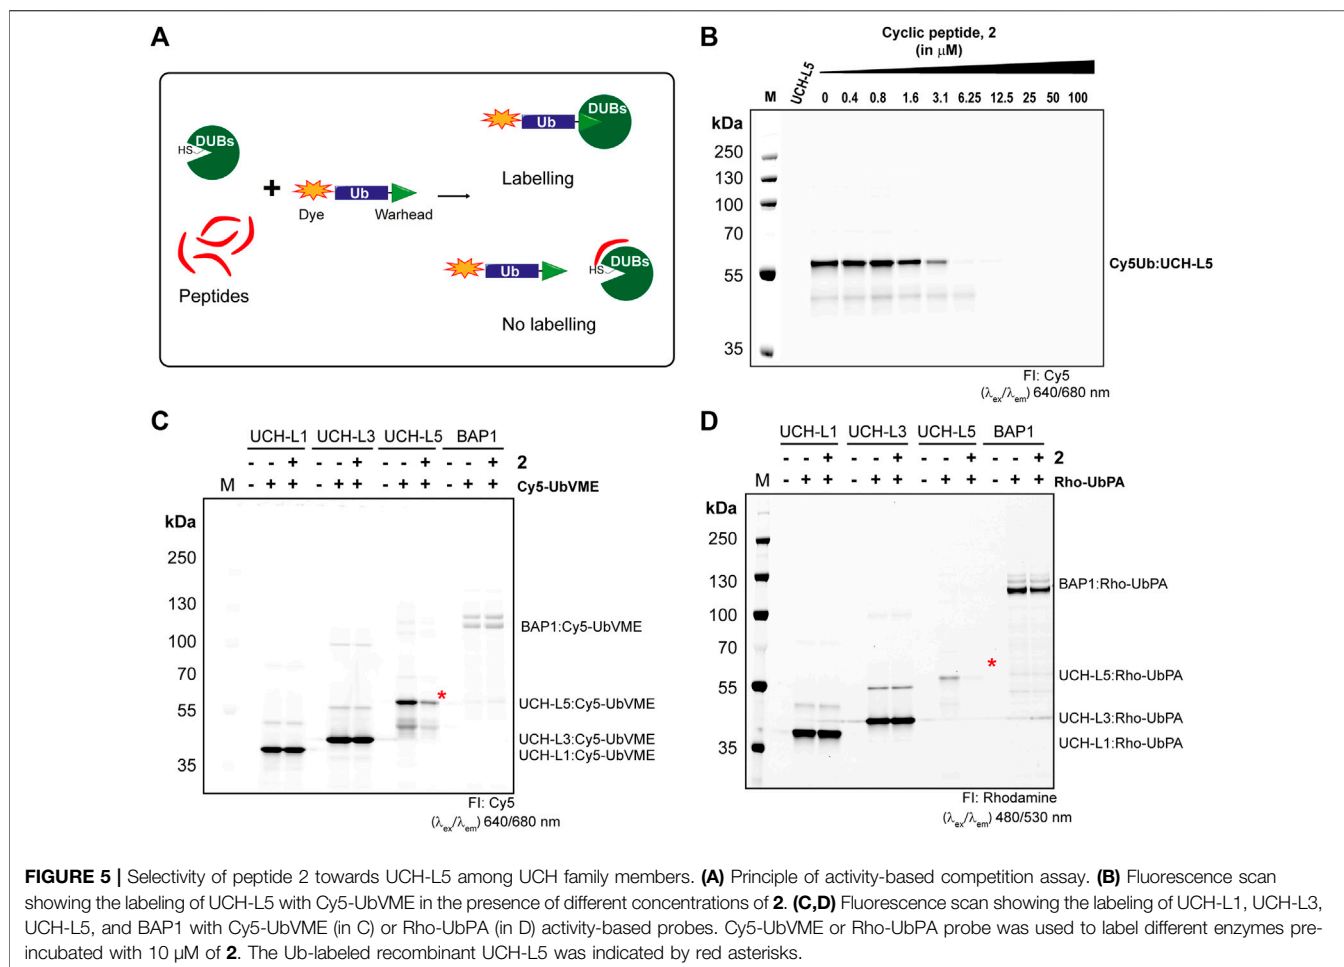 A
DUBs
HS
+
Ub
Dye
Warhead
Peptides
Ub
DUBs
Labelling
Ub
HS
DUBs
No labelling
B
Cyclic peptide, 2
(in μM)
M
UCH-L5
0 0.4 0.8 1.6 3.1 6.25 12.5 25 50 100
kDa
250
130
100
70
55
35
Cy5Ub:UCH-L5
FI: Cy5
(λex/λem) 640/680 nm
C
UCH-L1 UCH-L3 UCH-L5 BAP1
- - + - - + - - + - - + 2
M - + + - + + - + + - + + Cy5-UbVME
kDa
250
130
100
70
55
35
BAP1:Cy5-UbVME
*
UCH-L5:Cy5-UbVME
UCH-L3:Cy5-UbVME
UCH-L1:Cy5-UbVME
FI: Cy5
(λex/λem) 640/680 nm
D
UCH-L1 UCH-L3 UCH-L5 BAP1
- - + - - + - - + - - + 2
M - + + - + + - + + - + + Rho-UbPA
kDa
250
130
100
70
55
35
BAP1:Rho-UbPA
*
UCH-L5:Rho-UbPA
UCH-L3:Rho-UbPA
UCH-L1:Rho-UbPA
FI: Rhodamine
(λex/λem) 480/530 nm
FIGURE 5 | Selectivity of peptide 2 towards UCH-L5 among UCH family members. (A) Principle of activity-based competition assay. (B) Fluorescence scan
showing the labeling of UCH-L5 with Cy5-UbVME in the presence of different concentrations of 2. (C,D) Fluorescence scan showing the labeling of UCH-L1, UCH-L3,
UCH-L5, and BAP1 with Cy5-UbVME (in C) or Rho-UbPA (in D) activity-based probes. Cy5-UbVME or Rho-UbPA probe was used to label different enzymes pre-
incubated with 10 µM of 2. The Ub-labeled recombinant UCH-L5 was indicated by red asterisks.